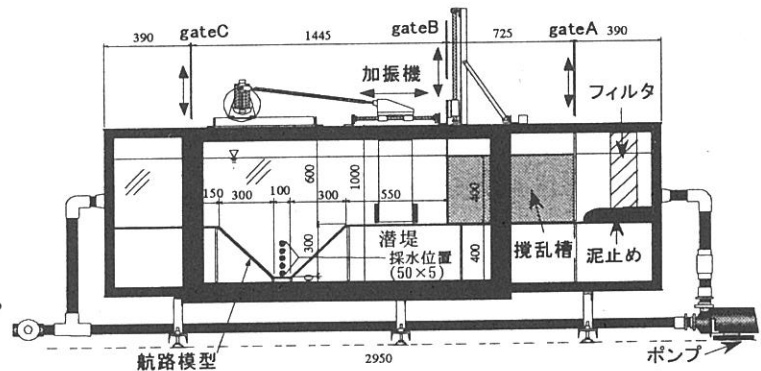 gateC
gateB
gateA
390
1445
725
390
加振機
フィルタ
600
1000
150
300
100
300
550
400
300
潜堤
採水位置
(50×5)
400
0
撹乱槽
泥止め
航路模型
2950
ポンプ